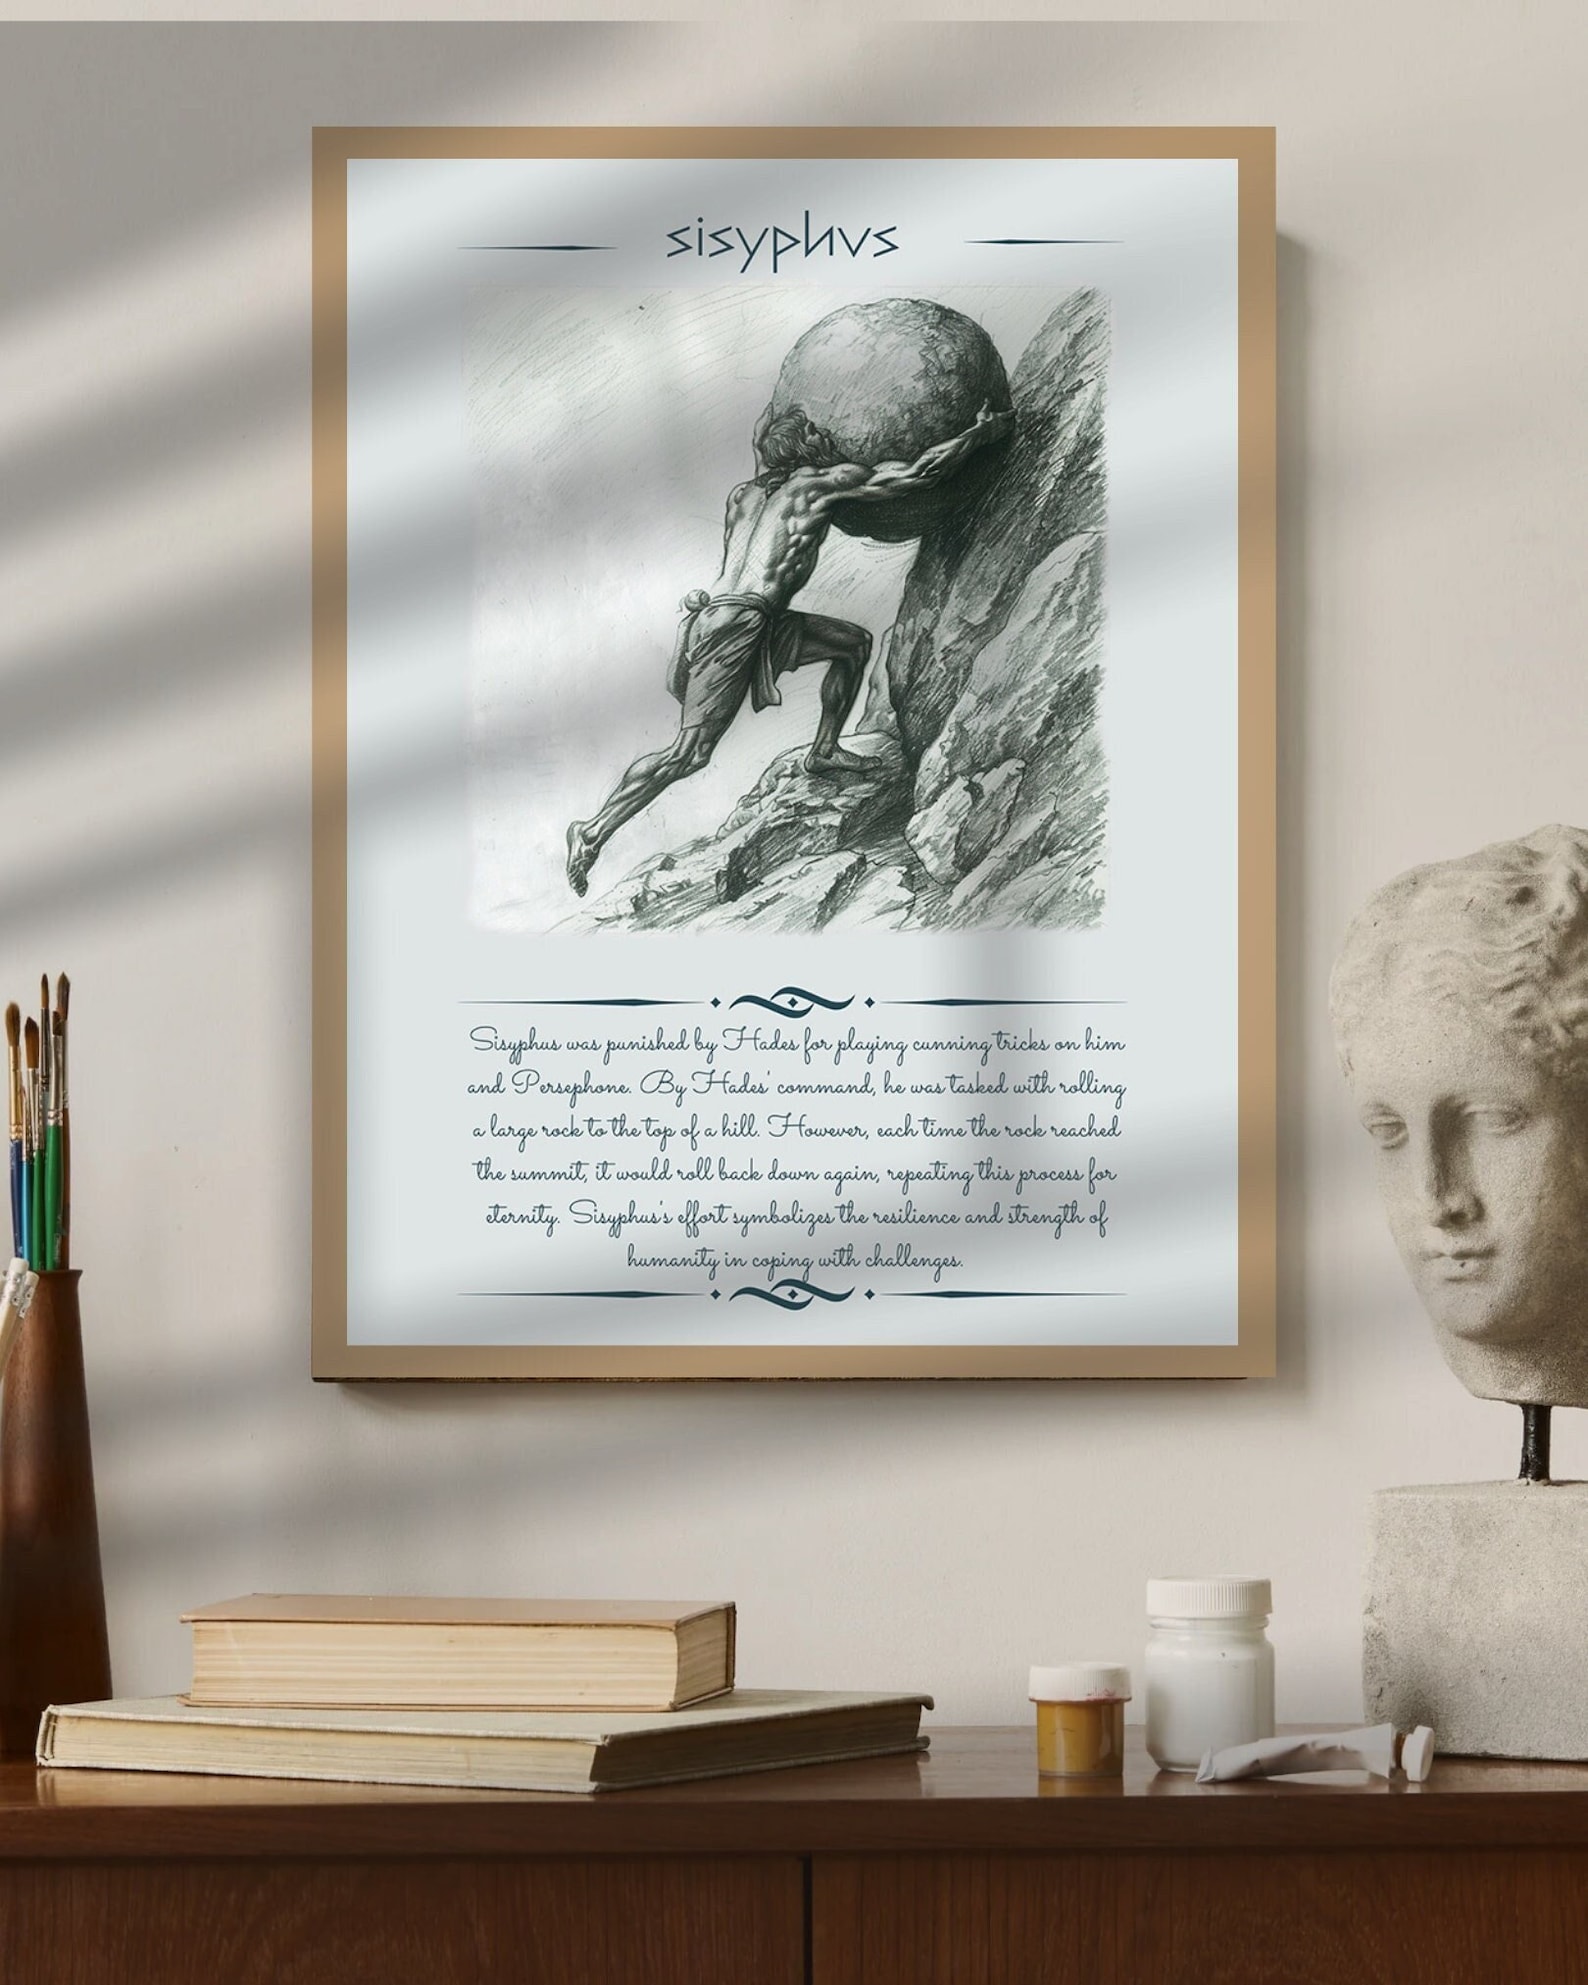 sisyphus
Sisyphus was punished by Hades for playing cunning tricks on him
and Persephone. By Hades' command, he was tasked with rolling
a large rock to the top of a hill. However, each time the rock reached
the summit, it would roll back down again, repeating this process for
eternity. Sisyphus's effort symbolizes the resilience and strength of
humanity in coping with challenges.